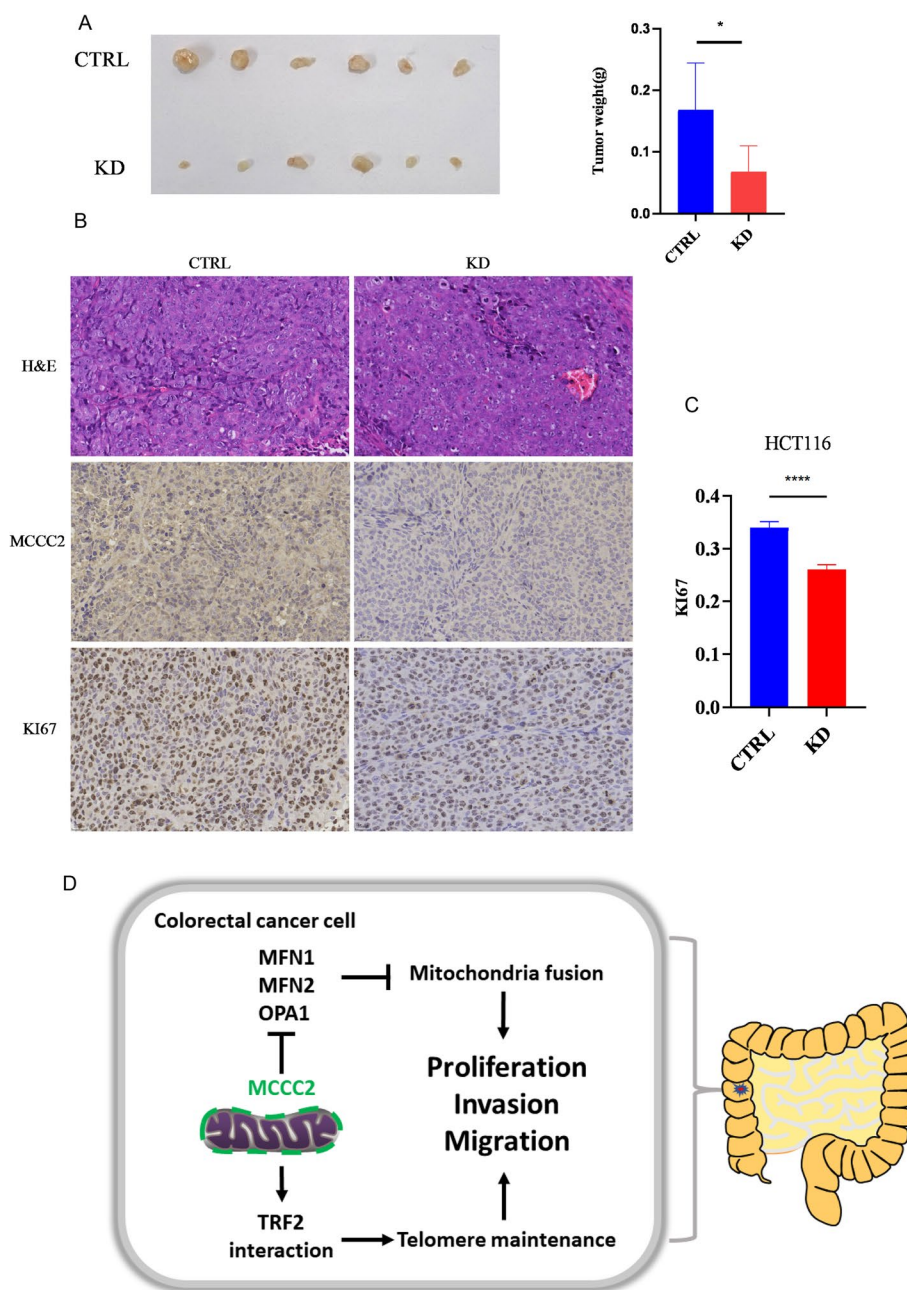 A
CTRL
KD
Tumor weight(g)
0.3
0.2
0.1
0.0
*
CTRL
KD
B
CTRL
KD
H&E
MCCC2
KI67
C
HCT116
****
KI67
0.4
0.3
0.2
0.1
0.0
CTRL
KD
D
Colorectal cancer cell
MFN1
MFN2
OPA1
Mitochondria fusion
MCCC2
Proliferation
Invasion
Migration
TRF2
interaction
Telomere maintenance